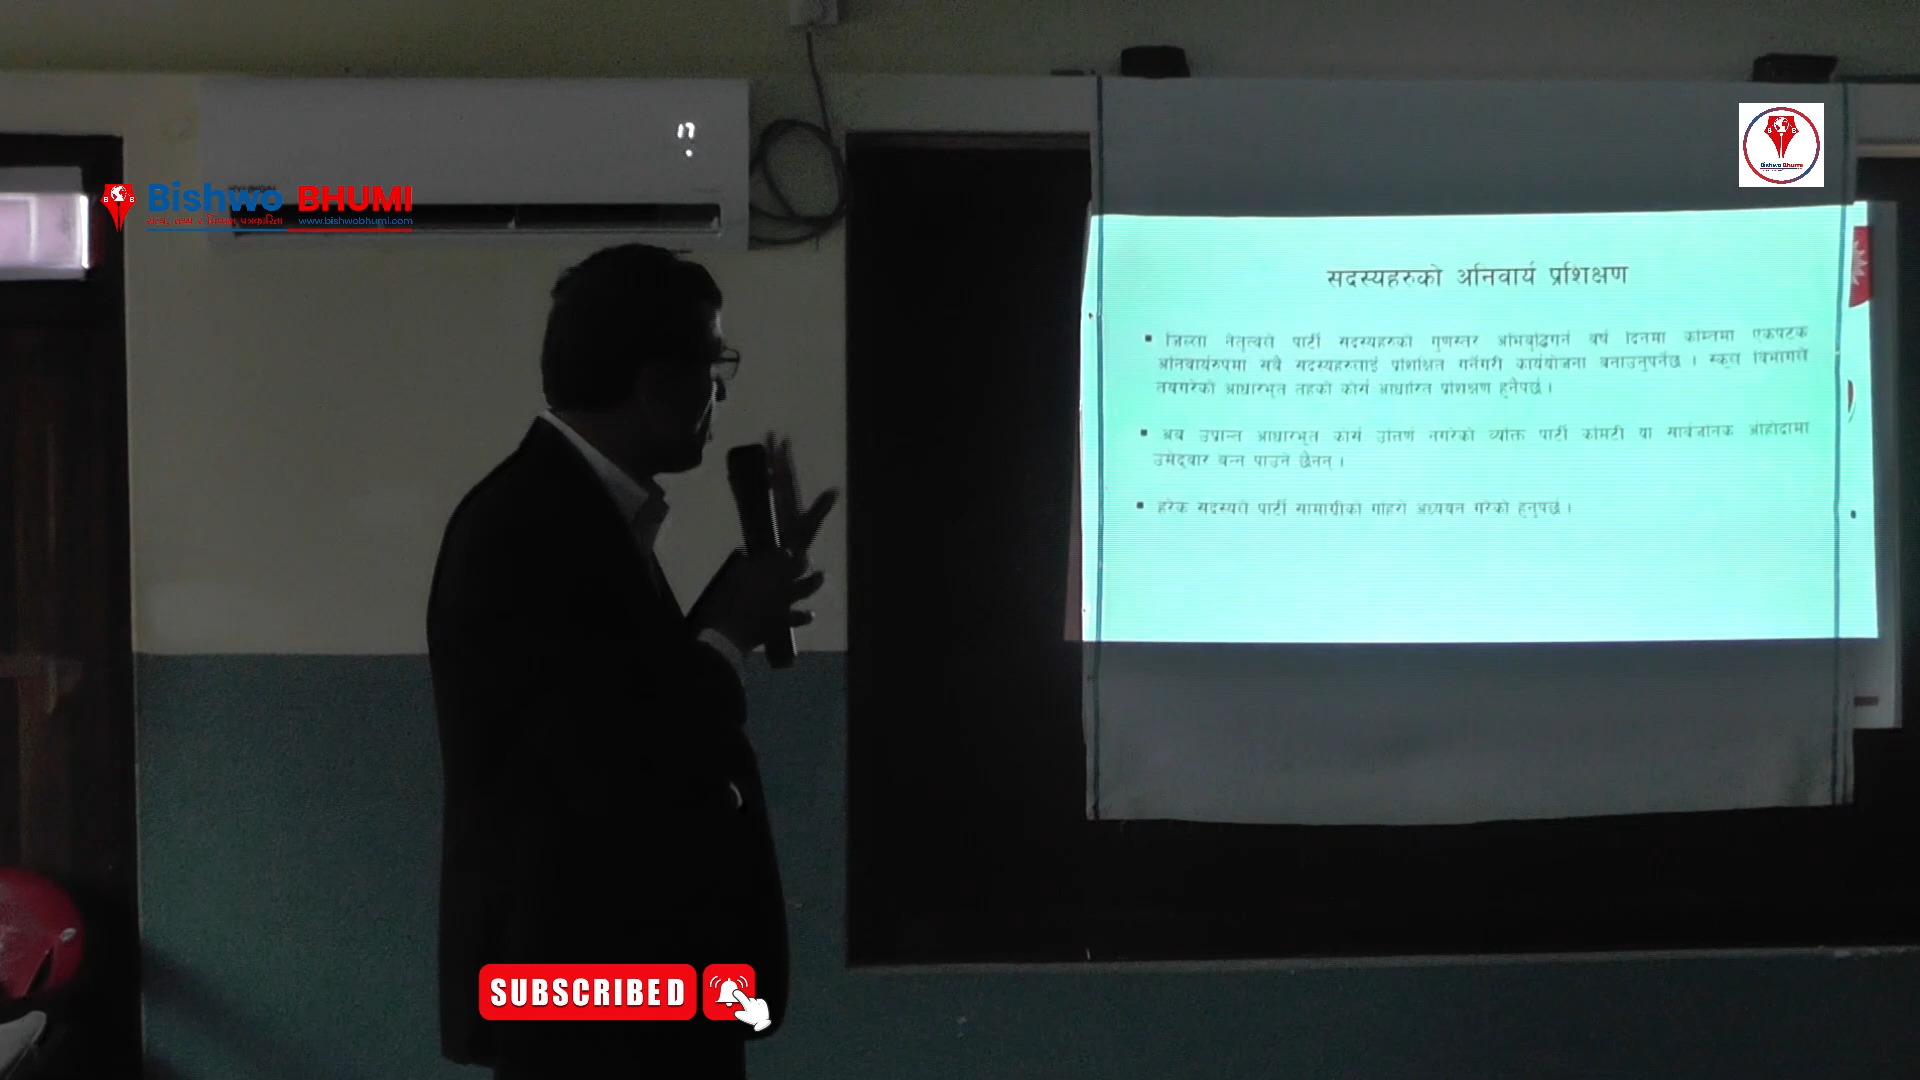 Bishwo BHUMI
www.bishwobhumi.com
Bishwo Bhumi
सदस्यहरुको अनिवार्य प्रशिक्षण
जिल्ला नेतृत्वले पार्टी सदस्यहरुको गुणस्तर अभिबृद्धिगर्न वर्ष दिनमा कम्तिमा एकपटक
अनिवार्यरुपमा सबै सदस्यहरुलाई प्रशिक्षित गर्नेगरी कार्ययोजना बनाउनुपर्नेछ । स्कूल विभागले
तयगरेको आधारभूत तहको कोर्स आधारित प्रशिक्षण हुनेपर्छ ।
अब उप्रान्त आधारभूत कोर्स उत्तिर्ण नगरेको व्यक्ति पार्टी कमिटी वा सार्वजनिक ओहोदामा
उमेद्वार बन्न पाउने छैनन् ।
हरेक सदस्यले पार्टी सामाग्रीको गहिरो अध्ययन गरेको हुनुपर्छ ।
SUBSCRIBED